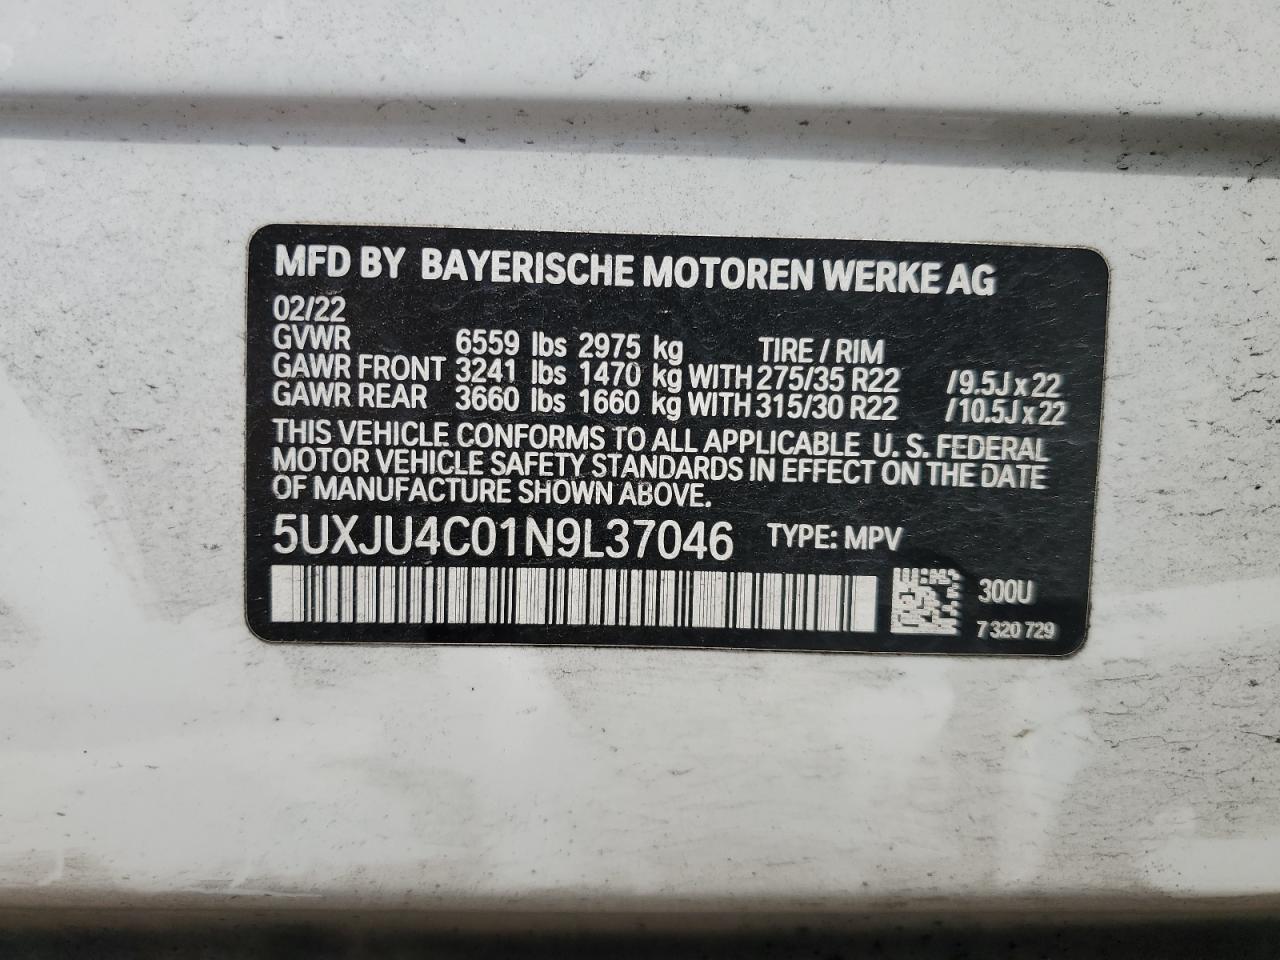 MFD BY BAYERISCHE MOTOREN WERKE AG
02/22
GVWR 6559 lbs 2975 kg TIRE / RIM
GAWR FRONT 3241 lbs 1470 kg WITH 275/35 R22 /9.5J x 22
GAWR REAR 3660 lbs 1660 kg WITH 315/30 R22 /10.5J x 22
THIS VEHICLE CONFORMS TO ALL APPLICABLE U. S. FEDERAL
MOTOR VEHICLE SAFETY STANDARDS IN EFFECT ON THE DATE
OF MANUFACTURE SHOWN ABOVE.
5UXJU4C01N9L37046 TYPE: MPV
300U
7 320 729